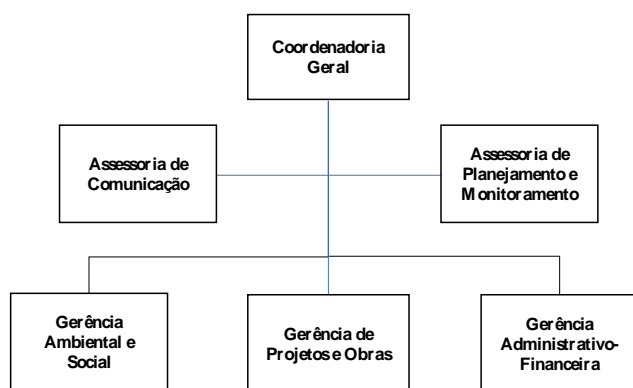 Coordenadoria
Geral
Assessoria de
Comunicação
Assessoria de
Planejamento e
Monitoramento
Gerência
Ambiental e
Social
Gerência de
Projetos e Obras
Gerência
Administrativo-
Financeira